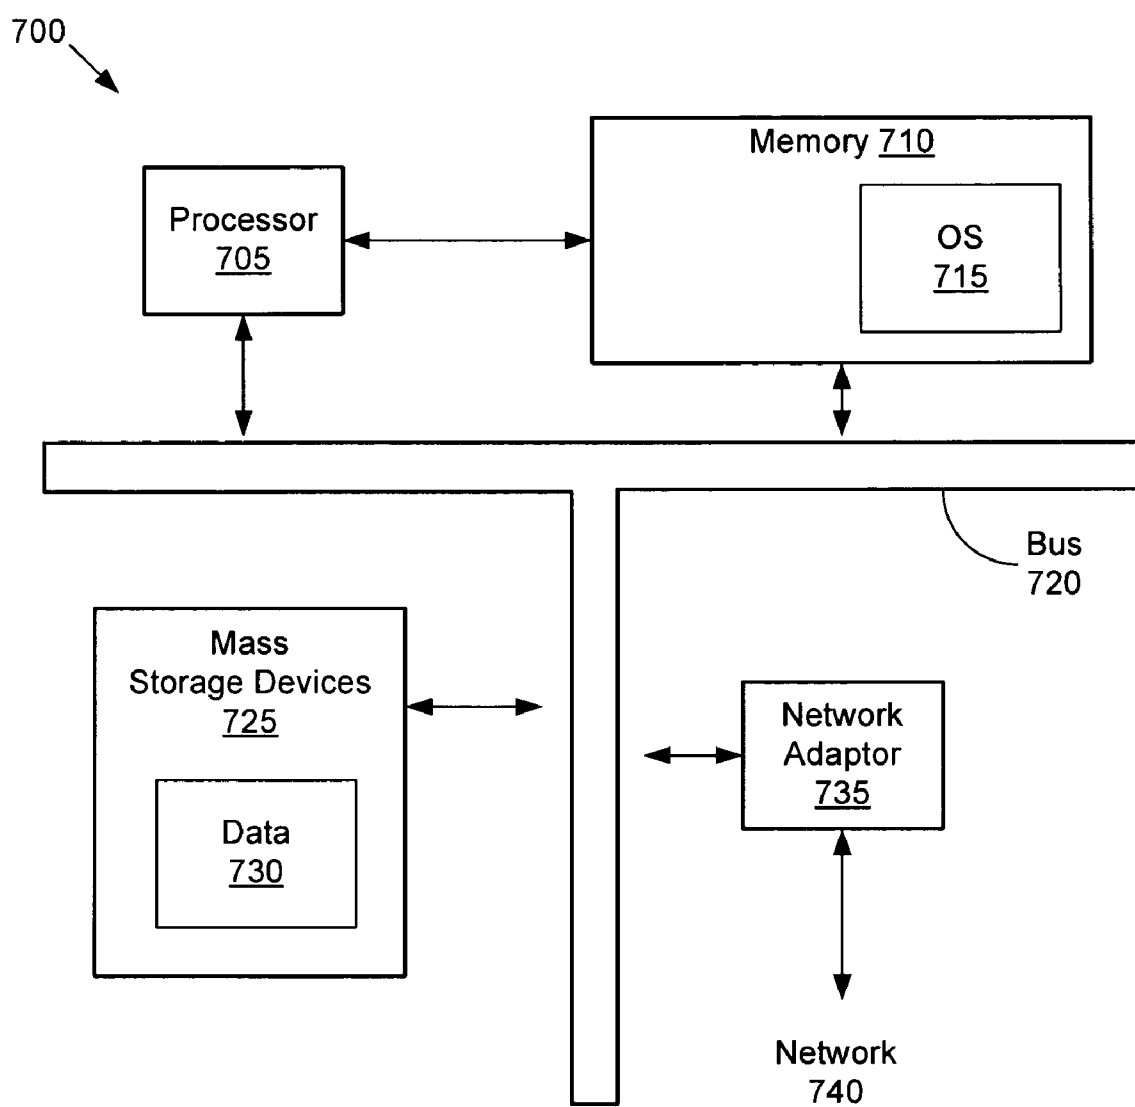 700
Memory 710
Processor
705
OS
715
Bus
720
Mass
Storage Devices
725
Network
Adaptor
735
Data
730
Network
740